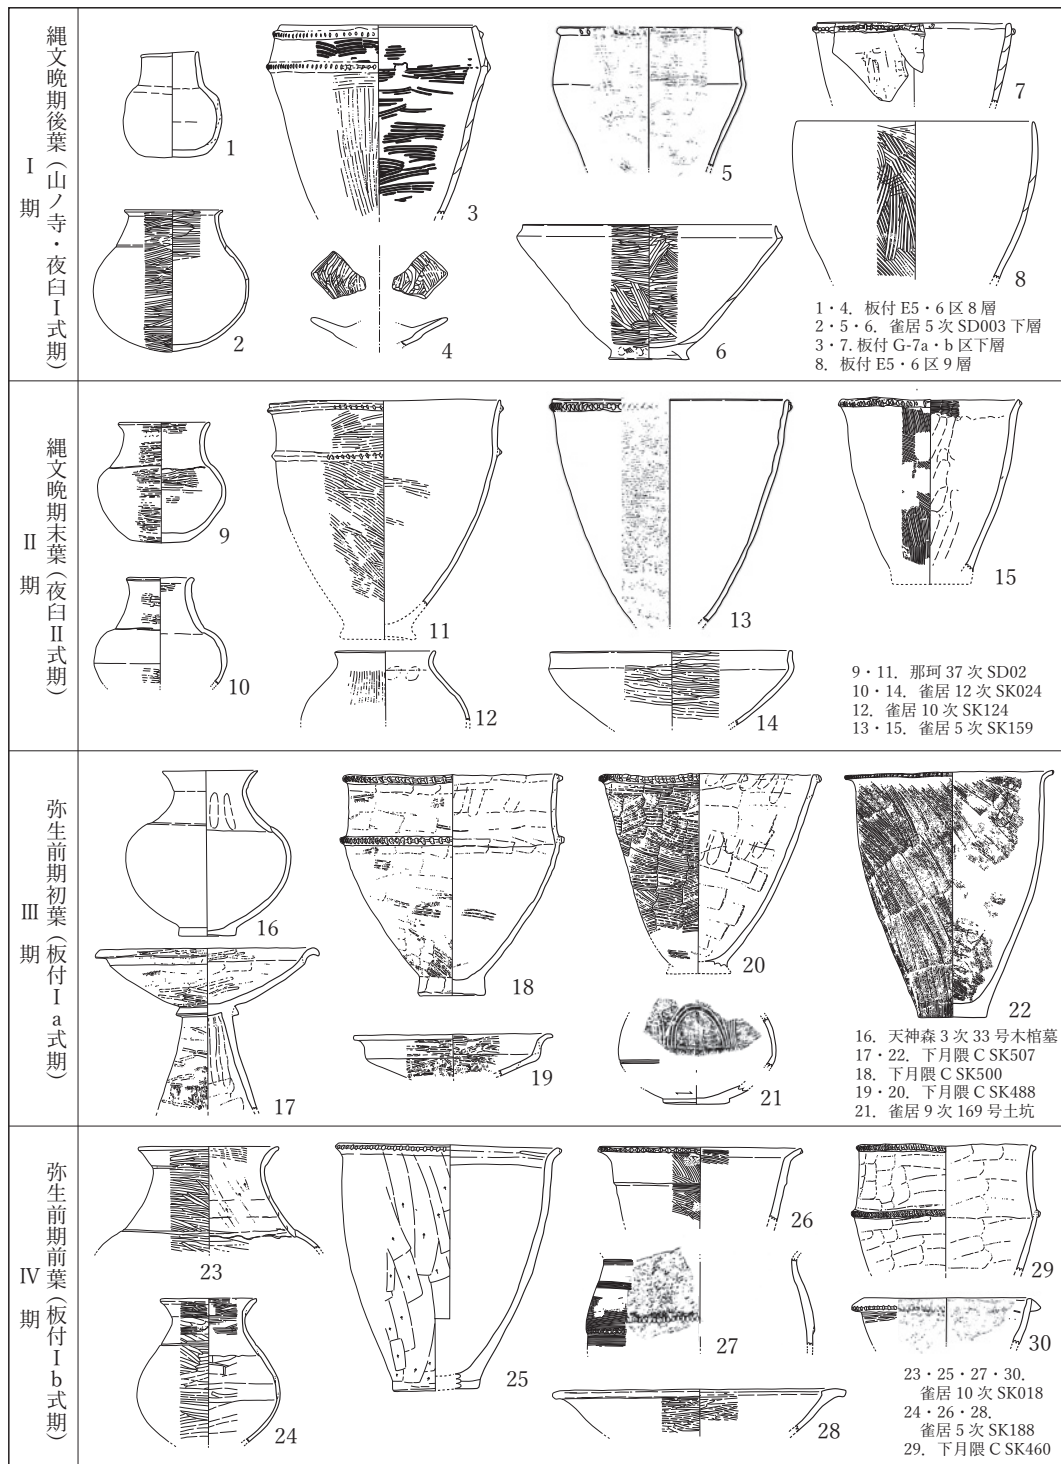 Ⅰ期
縄文晩期後葉（山ノ寺・夜臼Ⅰ式期）
1
2
3
4
5
6
7
8
1・4．板付 E5・6 区 8 層
2・5・6．雀居 5 次 SD003 下層
3・7. 板付 G-7a・b 区下層
8．板付 E5・6 区 9 層
Ⅱ期
縄文晩期末葉（夜臼Ⅱ式期）
9
10
11
12
13
14
15
9・11．那珂 37 次 SD02
10・14．雀居 12 次 SK024
12．雀居 10 次 SK124
13・15．雀居 5 次 SK159
Ⅲ期
弥生前期初葉（板付Ⅰa式期）
16
17
18
19
20
21
22
16．天神森 3 次 33 号木棺墓
17・22．下月隈 C SK507
18．下月隈 C SK500
19・20．下月隈 C SK488
21．雀居 9 次 169 号土坑
Ⅳ期
弥生前期前葉（板付Ⅰb式期）
23
24
25
26
27
28
29
30
23・25・27・30．
雀居 10 次 SK018
24・26・28．
雀居 5 次 SK188
29．下月隈 C SK460